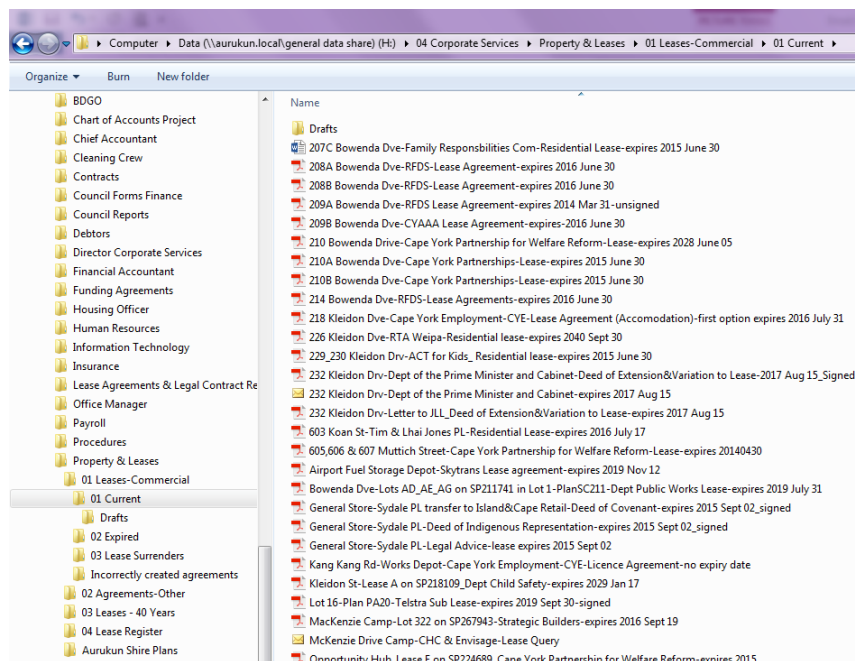 Computer ▸ Data (\\aurukun.local\general data share) (H:) ▸ 04 Corporate Services ▸ Property & Leases ▸ 01 Leases-Commercial ▸ 01 Current ▸
Organize Burn New folder
BDGO
Chart of Accounts Project
Chief Accountant
Cleaning Crew
Contracts
Council Forms Finance
Council Reports
Debtors
Director Corporate Services
Financial Accountant
Funding Agreements
Housing Officer
Human Resources
Information Technology
Insurance
Lease Agreements & Legal Contract Re
Office Manager
Payroll
Procedures
Property & Leases
01 Leases-Commercial
01 Current
Drafts
02 Expired
03 Lease Surrenders
Incorrectly created agreements
02 Agreements-Other
03 Leases - 40 Years
04 Lease Register
Aurukun Shire Plans
Name
Drafts
207C Bowenda Dve-Family Responsbilities Com-Residential Lease-expires 2015 June 30
208A Bowenda Dve-RFDS-Lease Agreement-expires 2016 June 30
208B Bowenda Dve-RFDS-Lease Agreement-expires 2016 June 30
209A Bowenda Dve-RFDS Lease Agreement-expires 2014 Mar 31-unsigned
209B Bowenda Dve-CYAAA Lease Agreement-expires-2016 June 30
210 Bowenda Drive-Cape York Partnership for Welfare Reform-Lease-expires 2028 June 05
210A Bowenda Dve-Cape York Partnerships-Lease-expires 2015 June 30
210B Bowenda Dve-Cape York Partnerships-Lease-expires 2015 June 30
214 Bowenda Dve-RFDS-Lease Agreements-expires 2016 June 30
218 Kleidon Dve-Cape York Employment-CYE-Lease Agreement (Accomodation)-first option expires 2016 July 31
226 Kleidon Dve-RTA Weipa-Residential lease-expires 2040 Sept 30
229_230 Kleidon Drv-ACT for Kids_ Residential lease-expires 2015 June 30
232 Kleidon Drv-Dept of the Prime Minister and Cabinet-Deed of Extension&Variation to Lease-2017 Aug 15_Signed
232 Kleidon Drv-Dept of the Prime Minister and Cabinet-expires 2017 Aug 15
232 Kleidon Drv-Letter to JLL_Deed of Extension&Variation to Lease-expires 2017 Aug 15
603 Koan St-Tim & Lhai Jones PL-Residential Lease-expires 2016 July 17
605,606 & 607 Muttich Street-Cape York Partnership for Welfare Reform-Lease-expires 20140430
Airport Fuel Storage Depot-Skytrans Lease agreement-expires 2019 Nov 12
Bowenda Dve-Lots AD_AE_AG on SP211741 in Lot 1-PlanSC211-Dept Public Works Lease-expires 2019 July 31
General Store-Sydale PL transfer to Island&Cape Retail-Deed of Covenant-expires 2015 Sept 02_signed
General Store-Sydale PL-Deed of Indigenous Representation-expires 2015 Sept 02_signed
General Store-Sydale PL-Legal Advice-lease expires 2015 Sept 02
Kang Kang Rd-Works Depot-Cape York Employment-CYE-Licence Agreement-no expiry date
Kleidon St-Lease A on SP218109_Dept Child Safety-expires 2029 Jan 17
Lot 16-Plan PA20-Telstra Sub Lease-expires 2019 Sept 30-signed
MacKenzie Camp-Lot 322 on SP267943-Strategic Builders-expires 2016 Sept 19
McKenzie Drive Camp-CHC & Envisage-Lease Query
Opportunity Hub_Lease F on SP224689_Cape York Partnership for Welfare Reform-expires 2015